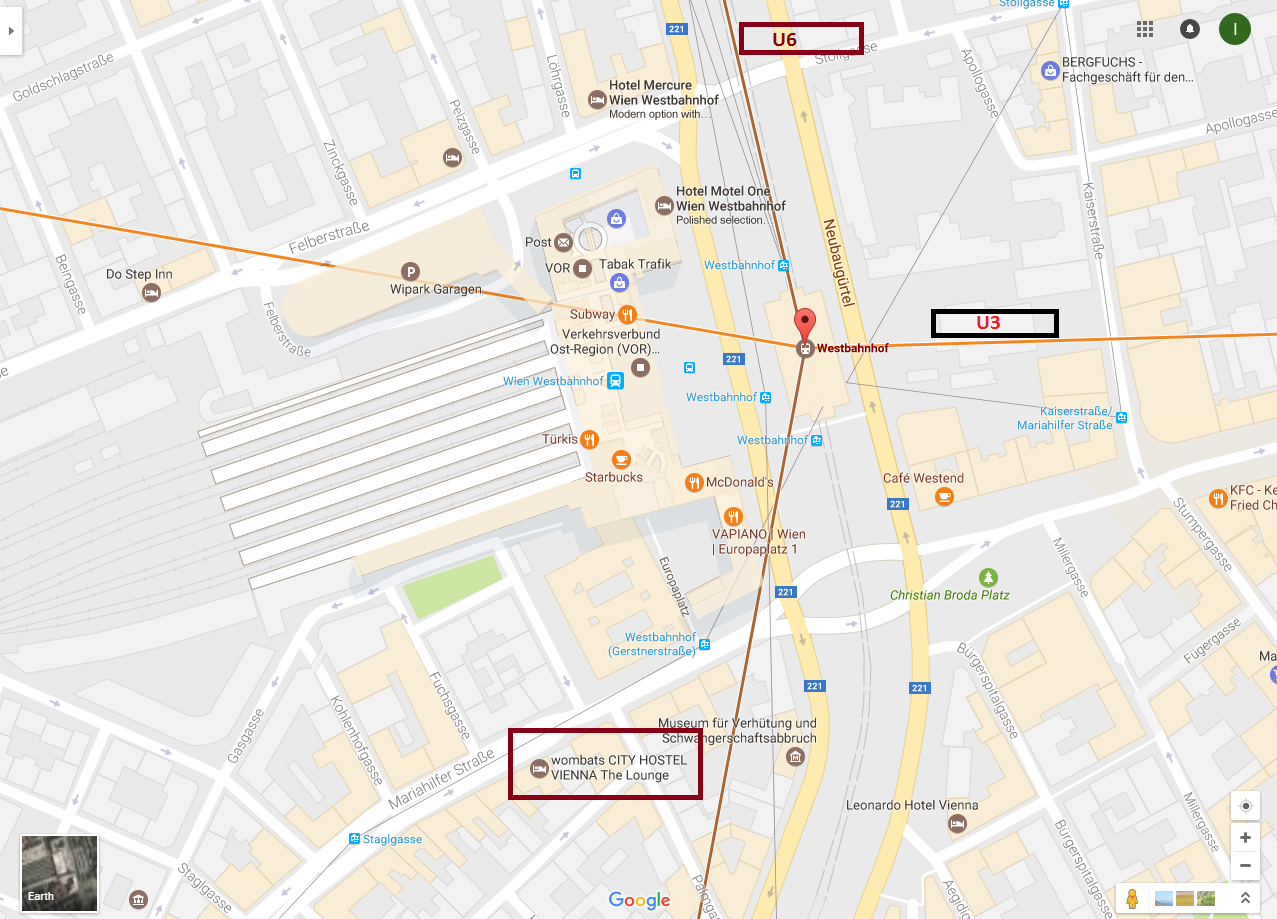 Stollgasse
221
U6
I
Stollgasse
Goldschlagstraße
Löhrgasse
BERGFUCHS -
Fachgeschäft für den...
Apollogasse
Hotel Mercure
Wien Westbahnhof
Modern option with...
Pelzgasse
Apollogasse
Zinckgasse
Kaiserstraße
Hotel Motel One
Wien Westbahnhof
Polished selection...
Neubaugürtel
Felberstraße
Post
Beingasse
Do Step Inn
P
Wipark Garagen
VOR
Tabak Trafik
Westbahnhof
Felberstraße
Subway
Verkehrsverbund
Ost-Region (VOR)...
U3
Westbahnhof
221
Wien Westbahnhof
Westbahnhof
Kaiserstraße/
Mariahilfer Straße
Türkis
Westbahnhof
Starbucks
McDonald's
Café Westend
KFC - Ke
Fried Ch
221
VAPIANO | Wien
| Europaplatz 1
Stumpergasse
Millergasse
Europaplatz
221
Christian Broda Platz
Westbahnhof
(Gerstnerstraße)
Fügergasse
Bürgerspitalgasse
Ma
221
221
Fuchsgasse
Kohlenhofgasse
Gasgasse
Museum für Verhütung und
Schwangerschaftsabbruch
wombats CITY HOSTEL
VIENNA The Lounge
Mariahilfer Straße
Leonardo Hotel Vienna
Millergasse
Staglgasse
Bürgerspitalgasse
Staglgasse
Palmg
Aegidig
Earth
Google